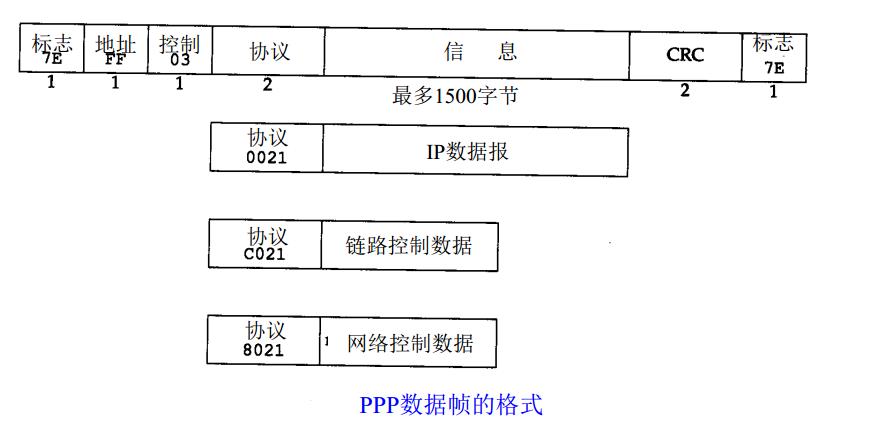 标志 地址 控制 协议 信 息 CRC 标志
7E FF 03 7E
1 1 1 2 最多1500字节 2 1
协议 IP数据报
0021
协议 链路控制数据
C021
协议 1 网络控制数据
8021
PPP数据帧的格式